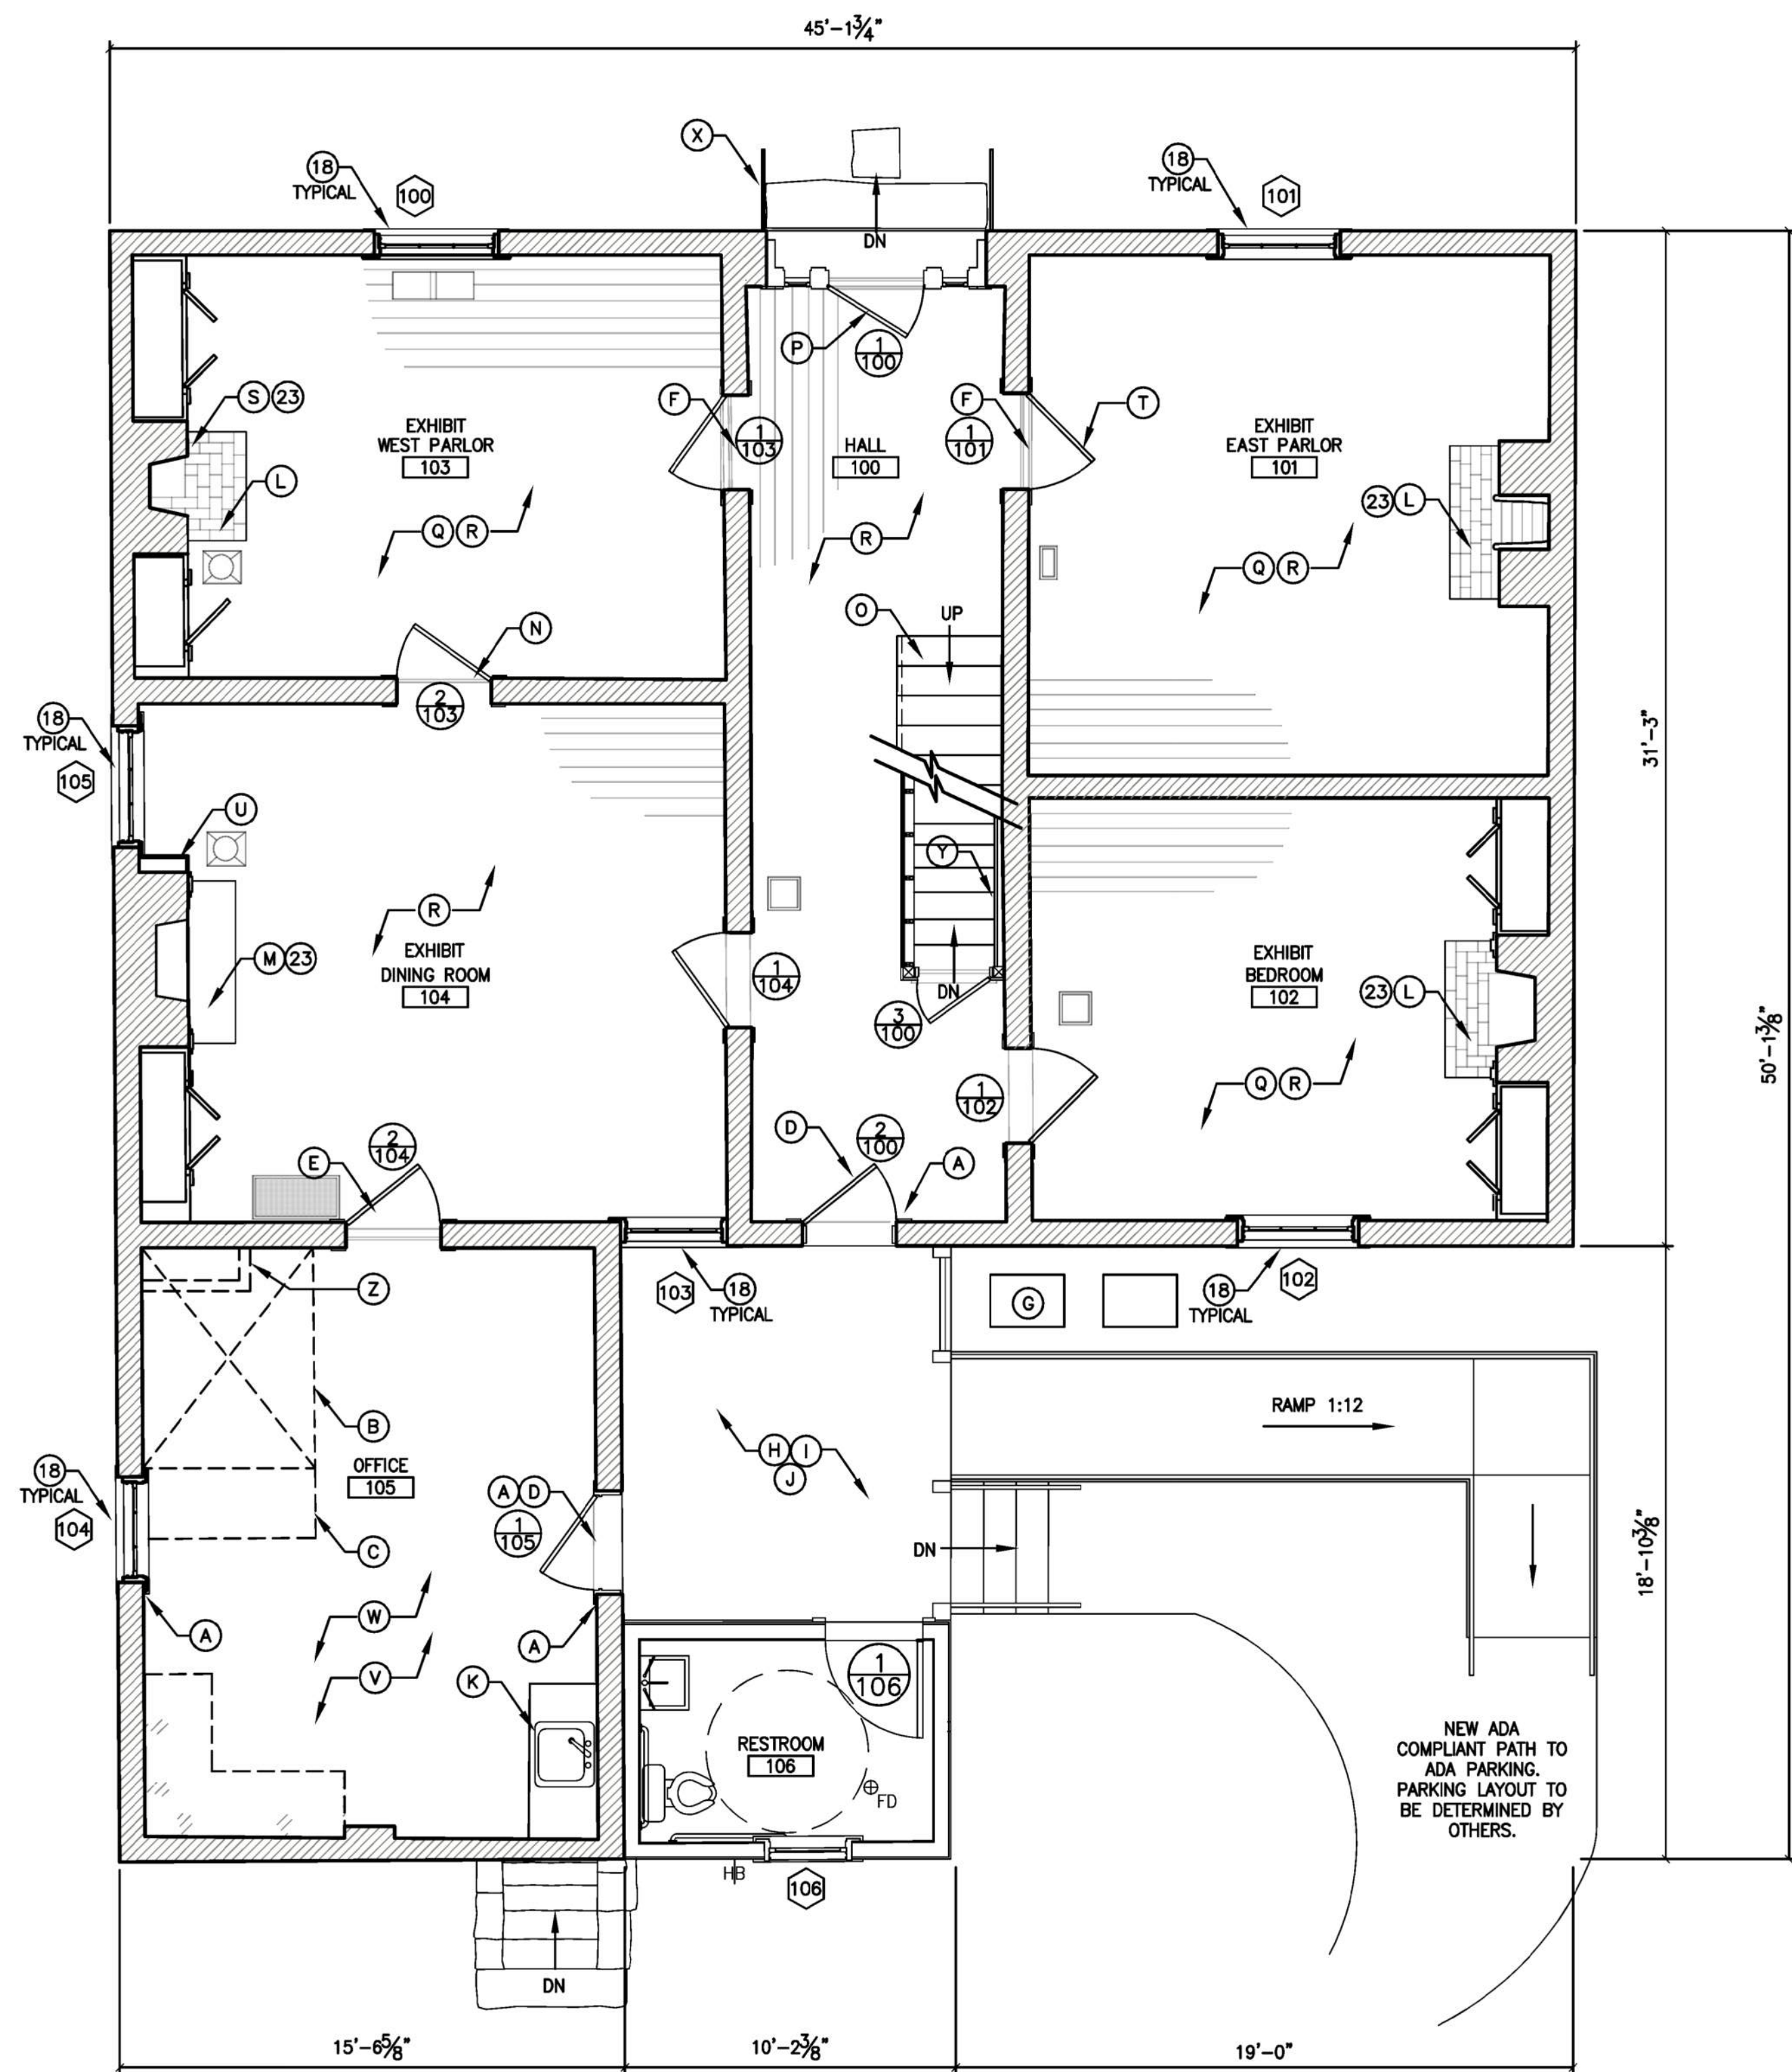 45'-1¾"
X
18
TYPICAL
100
18
TYPICAL
101
DN
P
1
100
S 23
F
1
103
F
1
101
T
EXHIBIT
WEST PARLOR
103
HALL
100
EXHIBIT
EAST PARLOR
101
L
23 L
Q R
R
Q R
O
UP
N
2
103
18
TYPICAL
105
31'-3"
U
Y
R
EXHIBIT
DINING ROOM
104
M 23
1
104
EXHIBIT
BEDROOM
102
23 L
DN
3
100
50'-1⅜"
1
102
Q R
D
2
100
A
E
2
104
Z
103
18
TYPICAL
G
18
TYPICAL
102
B
RAMP 1:12
H I
J
OFFICE
105
18
TYPICAL
104
A D
1
105
C
DN
18'-10⅜"
W
A
A
V
K
1
106
RESTROOM
106
FD
NEW ADA
COMPLIANT PATH TO
ADA PARKING.
PARKING LAYOUT TO
BE DETERMINED BY
OTHERS.
HB
106
DN
15'-6⅝"
10'-2⅜"
19'-0"